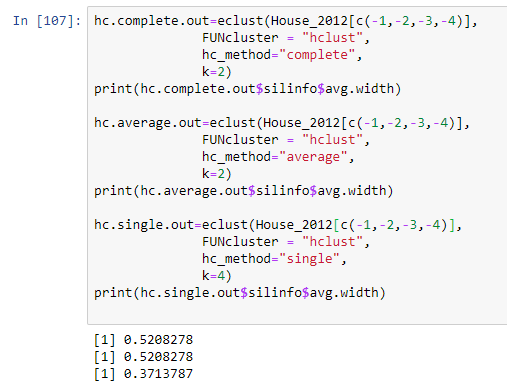 In [107]: hc.complete.out=eclust(House_2012[c(-1,-2,-3,-4)],
FUNcluster = "hclust",
hc_method="complete",
k=2)
print(hc.complete.out$silinfo$avg.width)
hc.average.out=eclust(House_2012[c(-1,-2,-3,-4)],
FUNcluster = "hclust",
hc_method="average",
k=2)
print(hc.average.out$silinfo$avg.width)
hc.single.out=eclust(House_2012[c(-1,-2,-3,-4)],
FUNcluster = "hclust",
hc_method="single",
k=4)
print(hc.single.out$silinfo$avg.width)
[1] 0.5208278
[1] 0.5208278
[1] 0.3713787